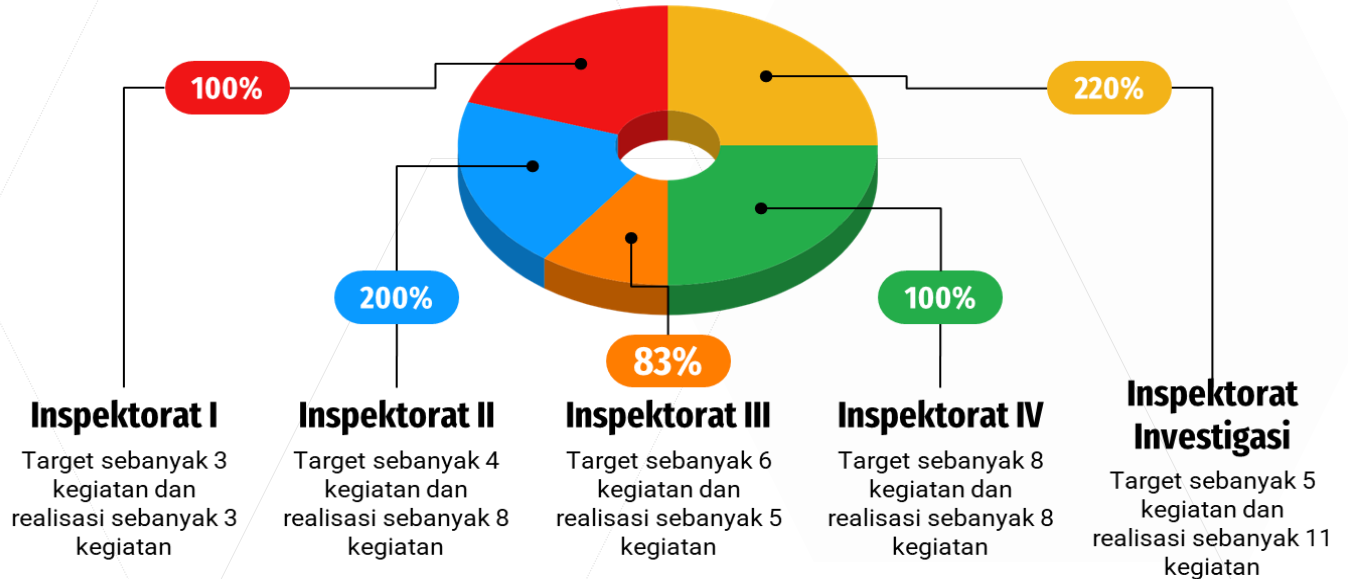 100%
220%
200%
100%
83%
Inspektorat I
Target sebanyak 3
kegiatan dan
realisasi sebanyak 3
kegiatan
Inspektorat II
Target sebanyak 4
kegiatan dan
realisasi sebanyak 8
kegiatan
Inspektorat III
Target sebanyak 6
kegiatan dan
realisasi sebanyak 5
kegiatan
Inspektorat IV
Target sebanyak 8
kegiatan dan
realisasi sebanyak 8
kegiatan
Inspektorat
Investigasi
Target sebanyak 5
kegiatan dan
realisasi sebanyak 11
kegiatan